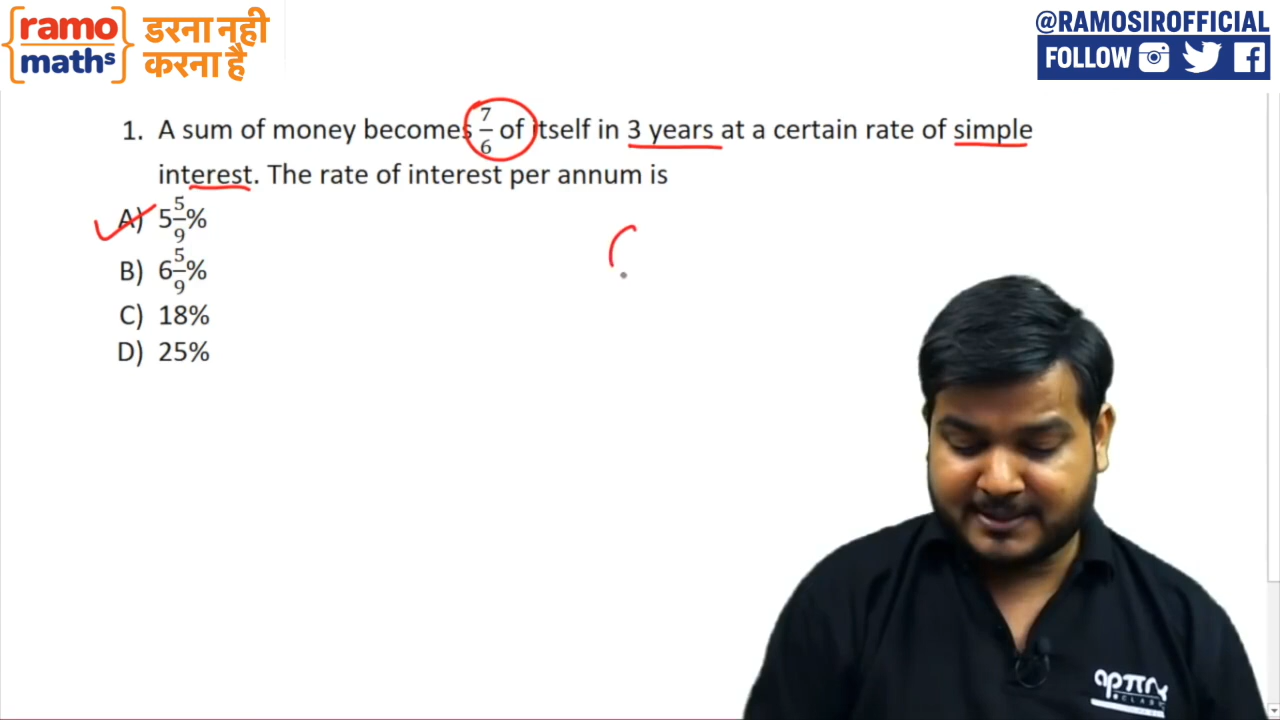 ramo
maths
डरना नही
करना है
@RAMOSIROFFICIAL
FOLLOW
1. A sum of money becomes 7/6 of itself in 3 years at a certain rate of simple
interest. The rate of interest per annum is
A) 5 5/9%
B) 6 5/9%
C) 18%
D) 25%
CLASS